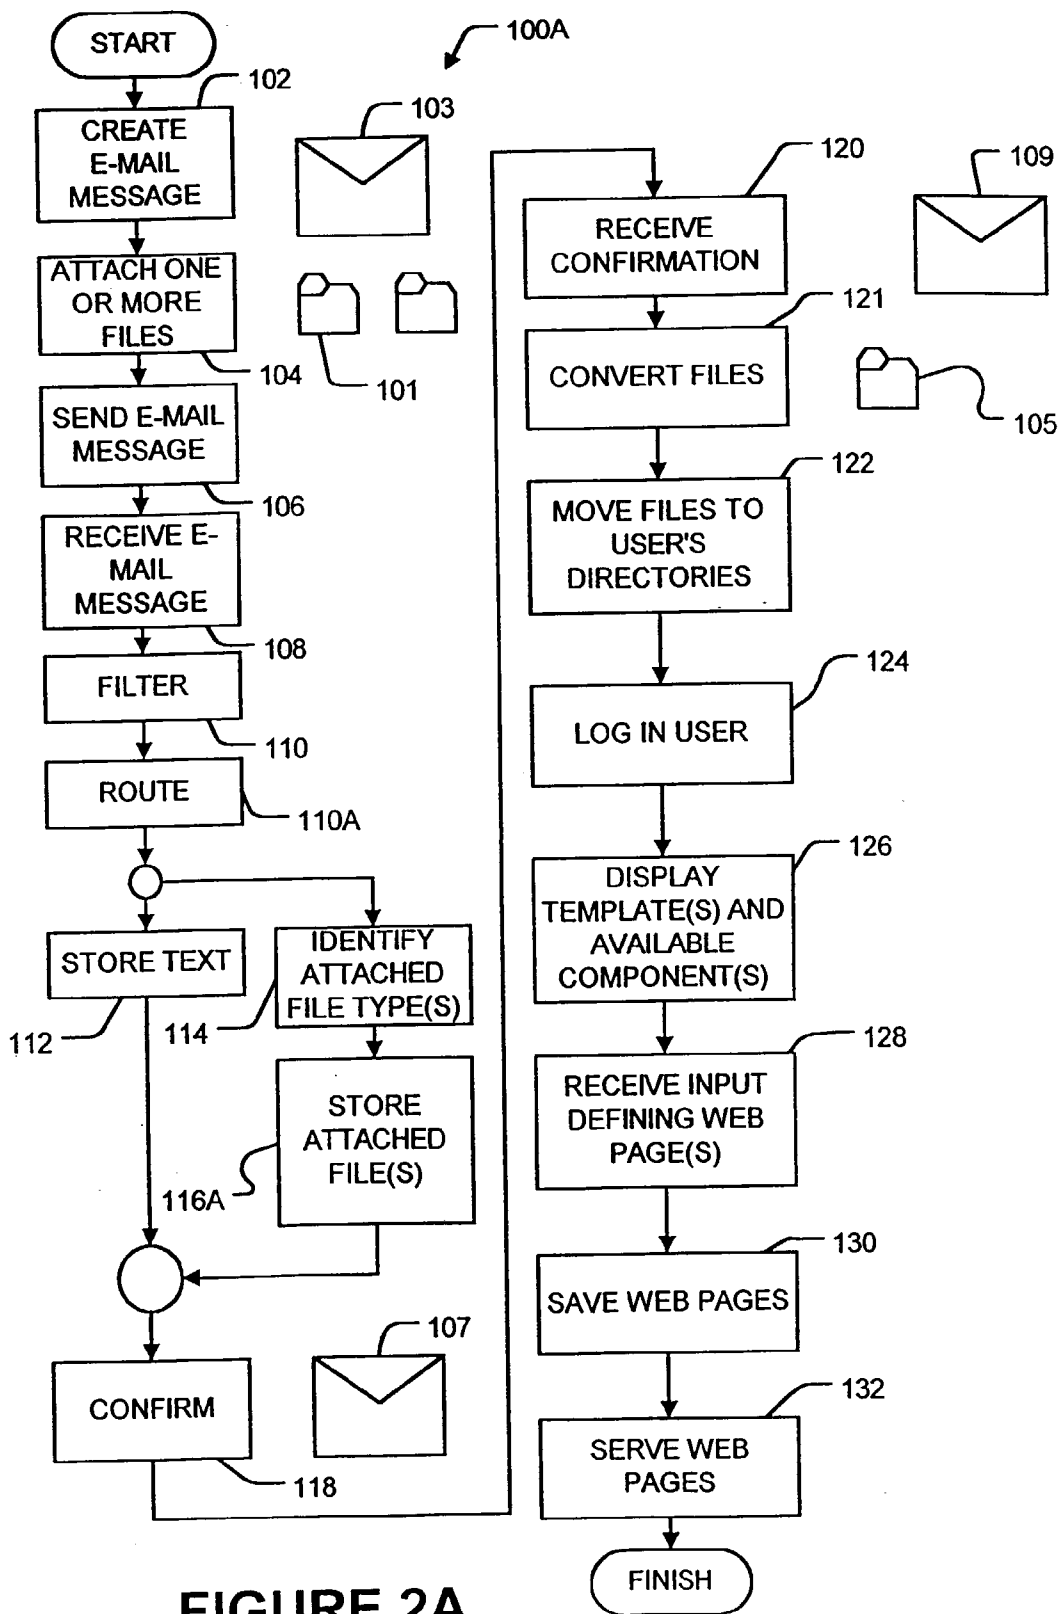 START
100A
102
CREATE
E-MAIL
MESSAGE
103
ATTACH ONE
OR MORE
FILES
104
101
SEND E-MAIL
MESSAGE
106
RECEIVE E-
MAIL
MESSAGE
108
FILTER
110
ROUTE
110A
STORE TEXT
112
IDENTIFY
ATTACHED
FILE TYPE(S)
114
STORE
ATTACHED
FILE(S)
116A
107
CONFIRM
118
120
RECEIVE
CONFIRMATION
109
121
CONVERT FILES
105
122
MOVE FILES TO
USER'S
DIRECTORIES
124
LOG IN USER
126
DISPLAY
TEMPLATE(S) AND
AVAILABLE
COMPONENT(S)
128
RECEIVE INPUT
DEFINING WEB
PAGE(S)
130
SAVE WEB PAGES
132
SERVE WEB
PAGES
FINISH
FIGURE 2A